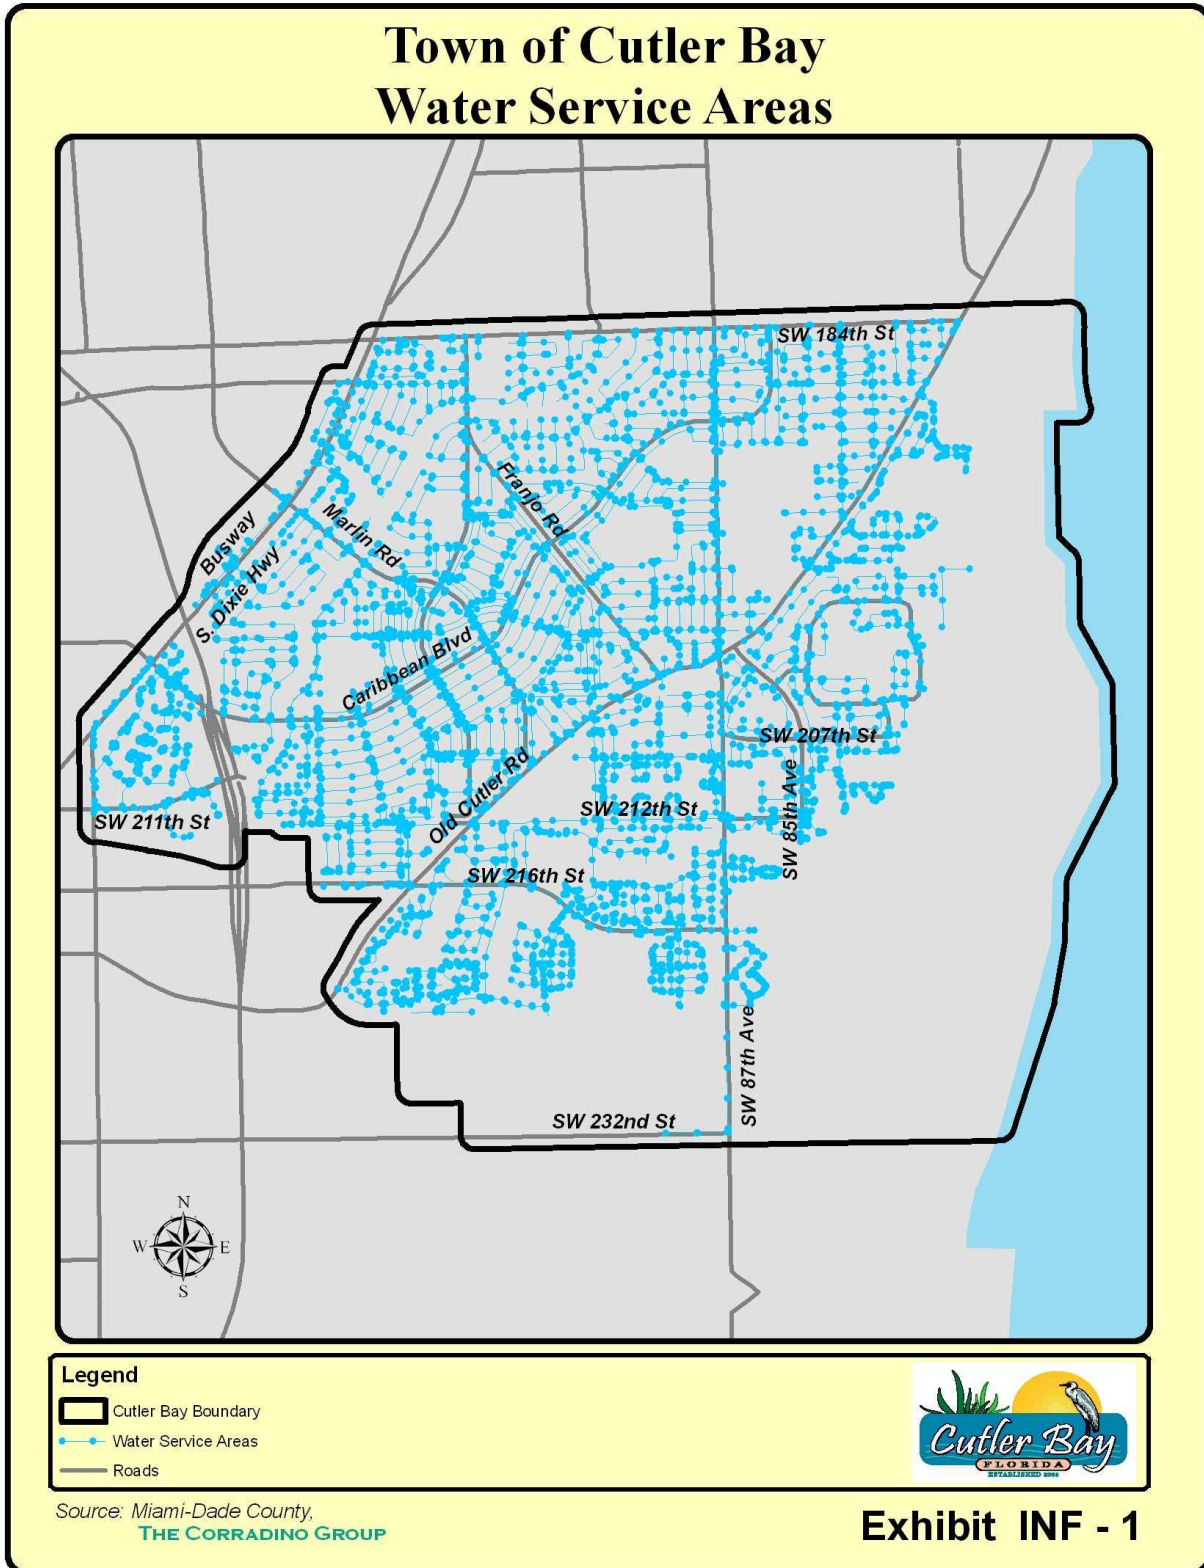 Town of Cutler Bay
Water Service Areas
SW 184th St
Franjo Rd
Marlin Rd
Busway
S. Dixie Hwy
Caribbean Blvd
SW 207th St
SW 85th Ave
Old Cutler Rd
SW 212th St
SW 211th St
SW 216th St
SW 87th Ave
SW 232nd St
N
W
E
S
Legend
Cutler Bay Boundary
Water Service Areas
Roads
Cutler Bay
FLORIDA
ESTABLISHED 2005
Source: Miami-Dade County,
THE CORRADINO GROUP
Exhibit INF - 1